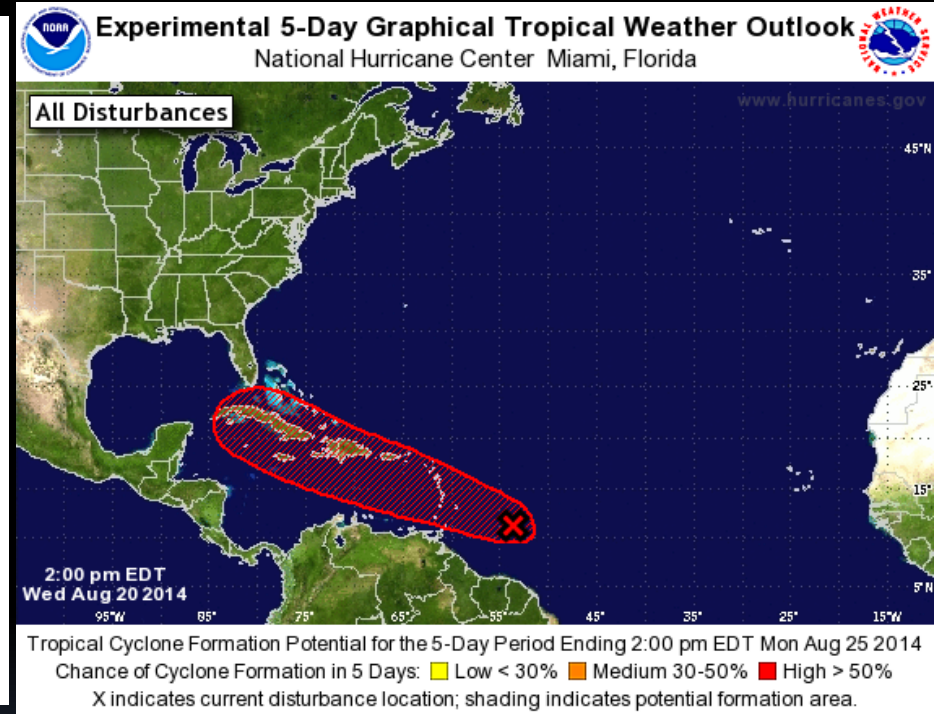 Experimental 5-Day Graphical Tropical Weather Outlook
National Hurricane Center Miami, Florida
NOAA
NATIONAL WEATHER SERVICE
All Disturbances
www.hurricanes.gov
45°N
35°
25°
15°
5°N
2:00 pm EDT
Wed Aug 20 2014
95°W 85° 75° 65° 45° 35° 25° 15°W
Tropical Cyclone Formation Potential for the 5-Day Period Ending 2:00 pm EDT Mon Aug 25 2014
Chance of Cyclone Formation in 5 Days: Low < 30% Medium 30-50% High > 50%
X indicates current disturbance location; shading indicates potential formation area.